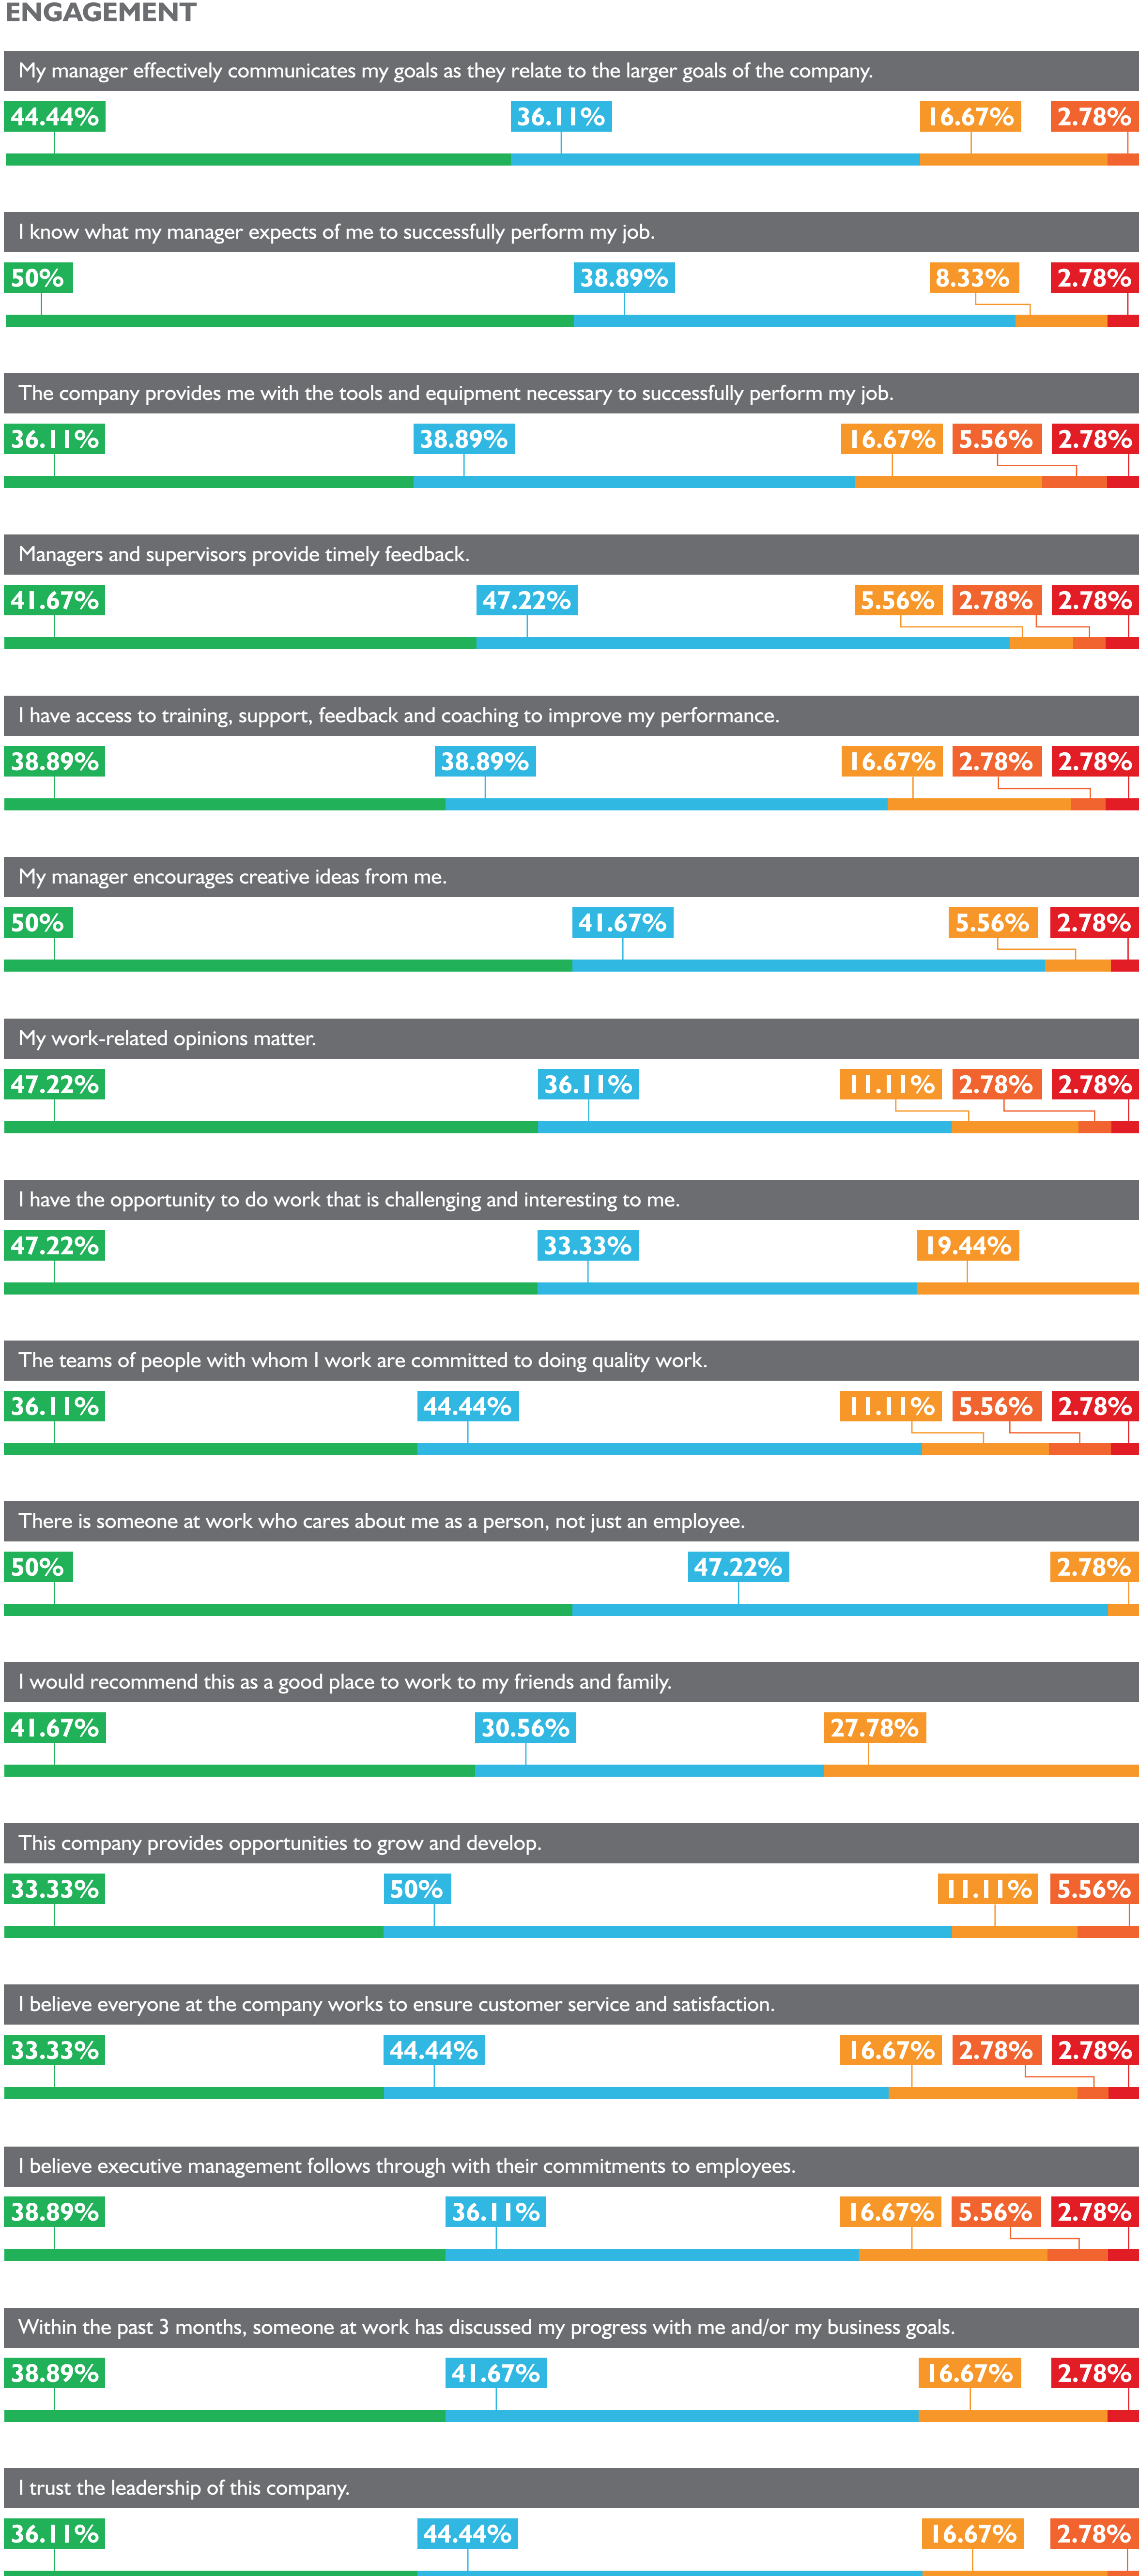 ENGAGEMENT
My manager effectively communicates my goals as they relate to the larger goals of the company.
44.44% 36.11% 16.67% 2.78%
I know what my manager expects of me to successfully perform my job.
50% 38.89% 8.33% 2.78%
The company provides me with the tools and equipment necessary to successfully perform my job.
36.11% 38.89% 16.67% 5.56% 2.78%
Managers and supervisors provide timely feedback.
41.67% 47.22% 5.56% 2.78% 2.78%
I have access to training, support, feedback and coaching to improve my performance.
38.89% 38.89% 16.67% 2.78% 2.78%
My manager encourages creative ideas from me.
50% 41.67% 5.56% 2.78%
My work-related opinions matter.
47.22% 36.11% 11.11% 2.78% 2.78%
I have the opportunity to do work that is challenging and interesting to me.
47.22% 33.33% 19.44%
The teams of people with whom I work are committed to doing quality work.
36.11% 44.44% 11.11% 5.56% 2.78%
There is someone at work who cares about me as a person, not just an employee.
50% 47.22% 2.78%
I would recommend this as a good place to work to my friends and family.
41.67% 30.56% 27.78%
This company provides opportunities to grow and develop.
33.33% 50% 11.11% 5.56%
I believe everyone at the company works to ensure customer service and satisfaction.
33.33% 44.44% 16.67% 2.78% 2.78%
I believe executive management follows through with their commitments to employees.
38.89% 36.11% 16.67% 5.56% 2.78%
Within the past 3 months, someone at work has discussed my progress with me and/or my business goals.
38.89% 41.67% 16.67% 2.78%
I trust the leadership of this company.
36.11% 44.44% 16.67% 2.78%